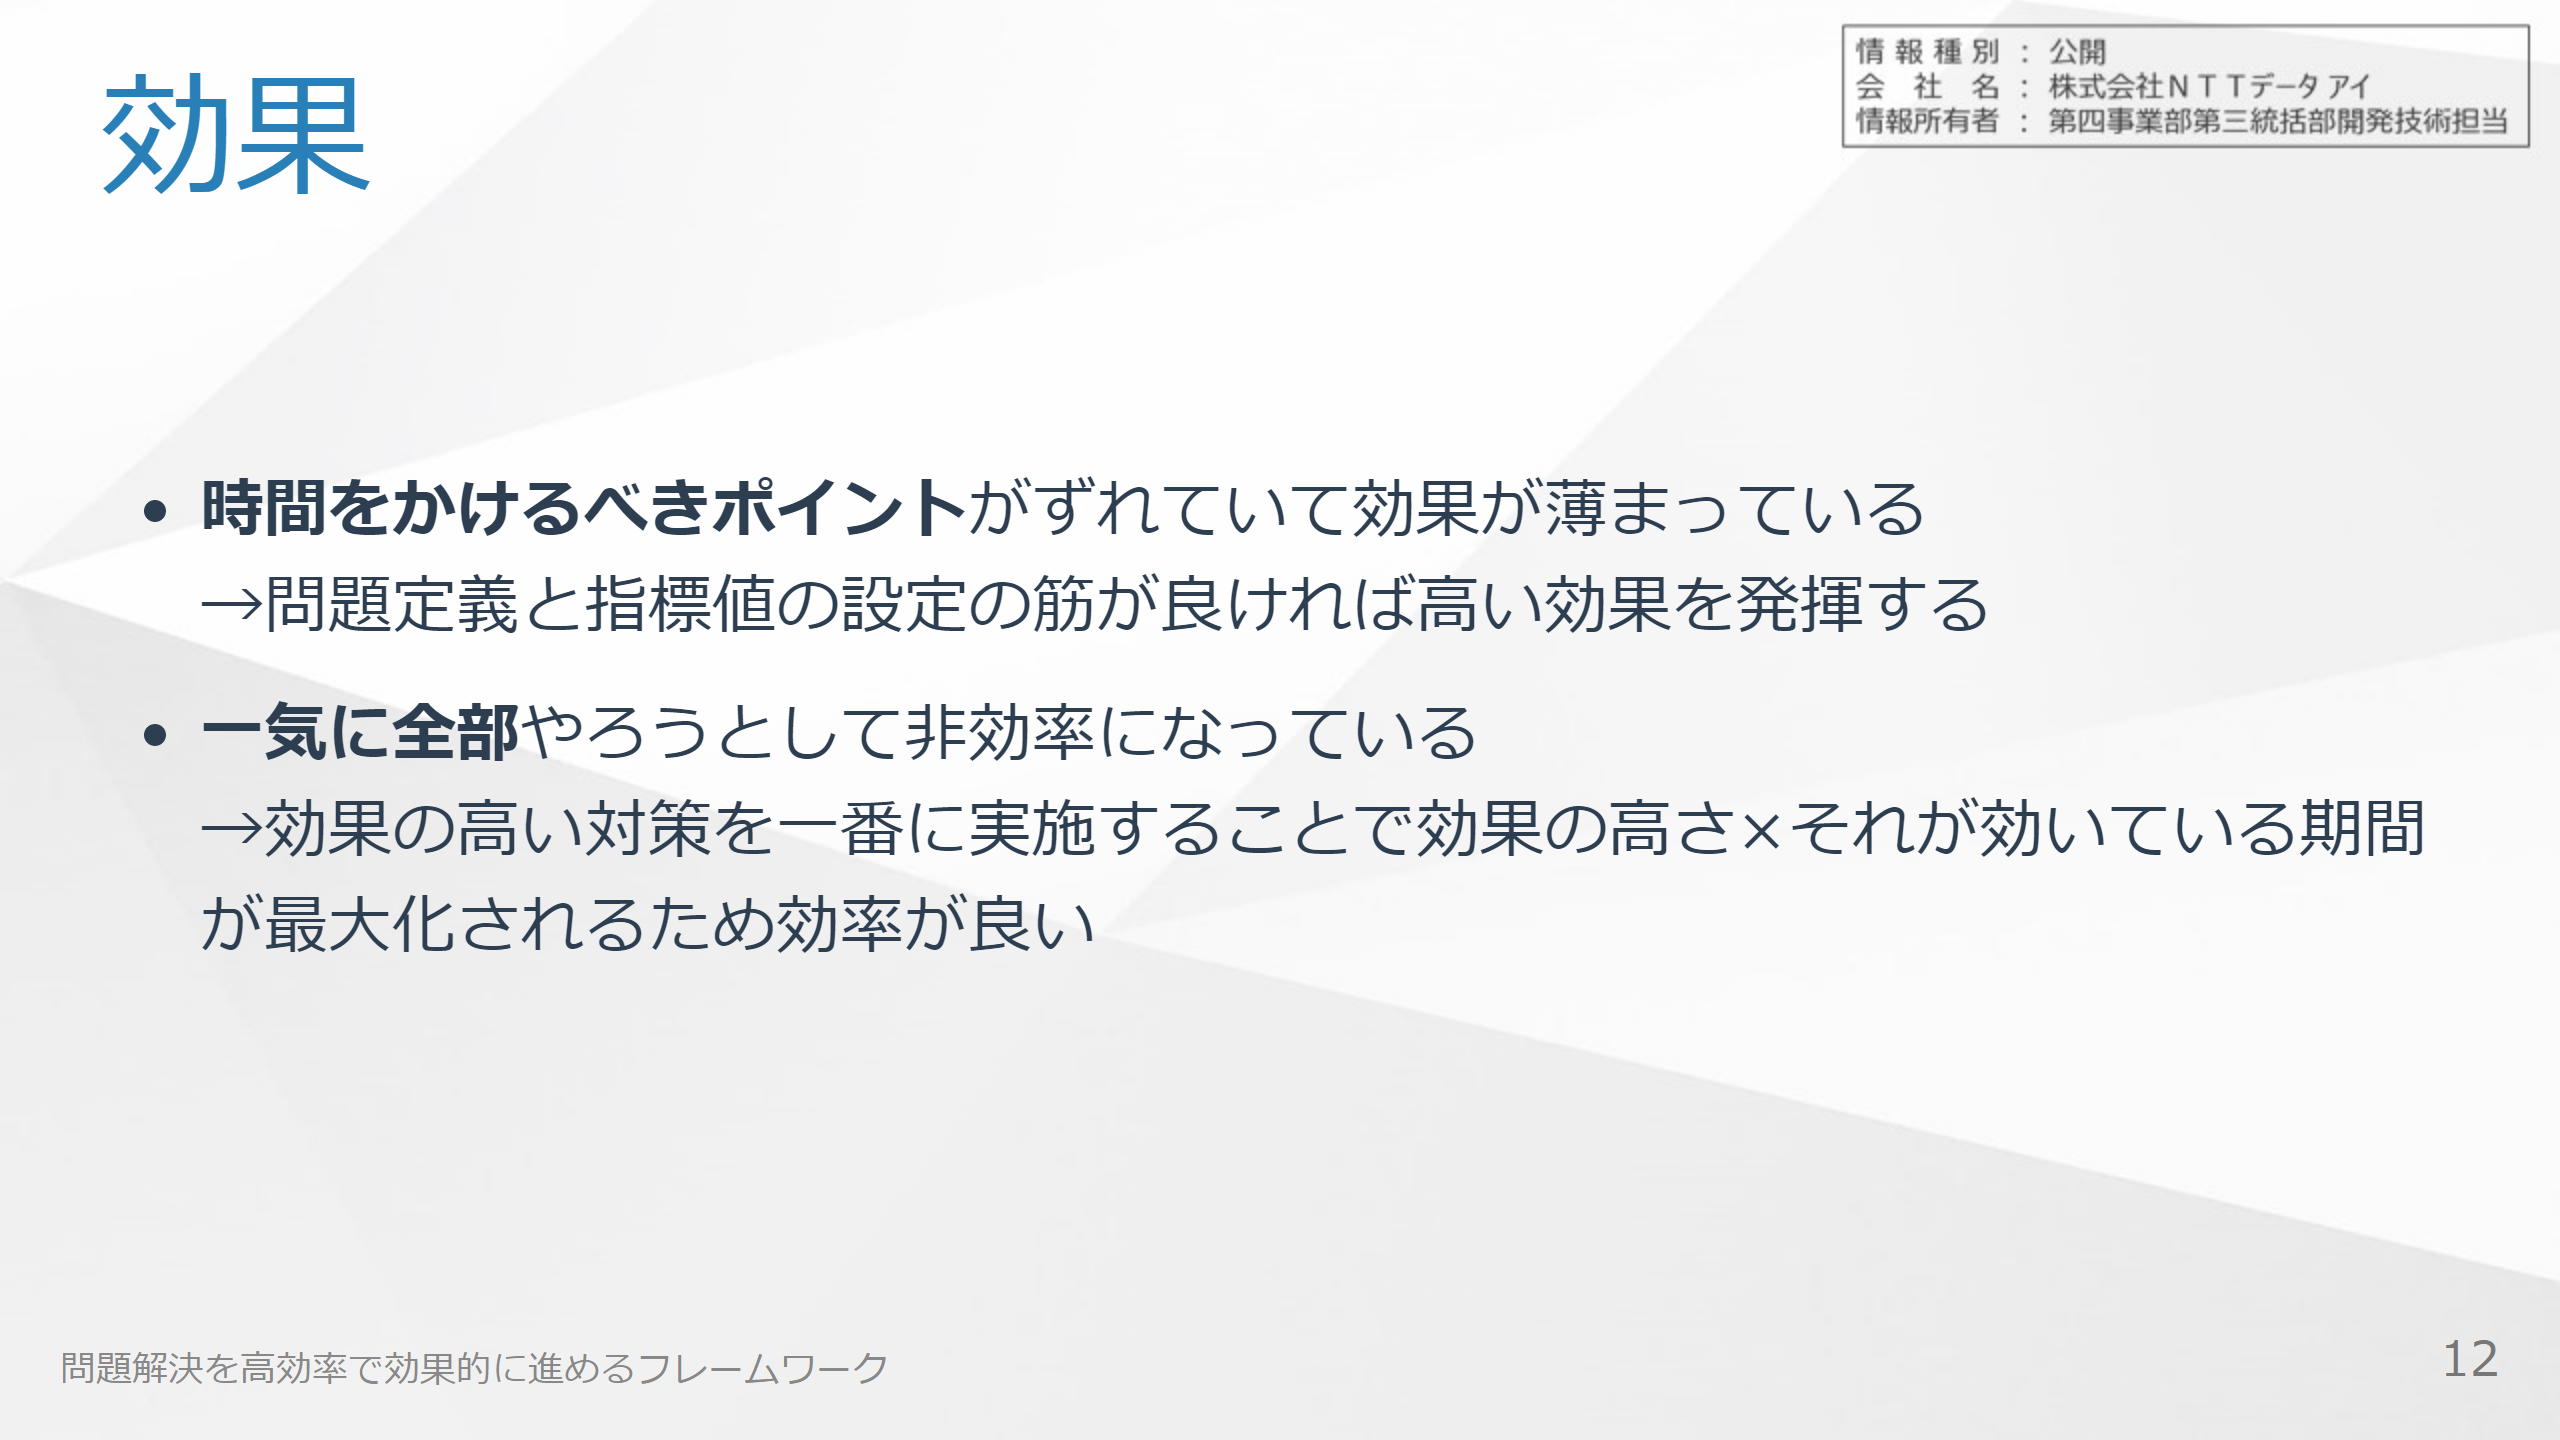 効果
情報種別：公開
会社名：株式会社ＮＴＴデータ アイ
情報所有者：第四事業部第三統括部開発技術担当
• 時間をかけるべきポイントがずれていて効果が薄まっている
→問題定義と指標値の設定の筋が良ければ高い効果を発揮する
• 一気に全部やろうとして非効率になっている
→効果の高い対策を一番に実施することで効果の高さ×それが効いている期間
が最大化されるため効率が良い
問題解決を高効率で効果的に進めるフレームワーク
12